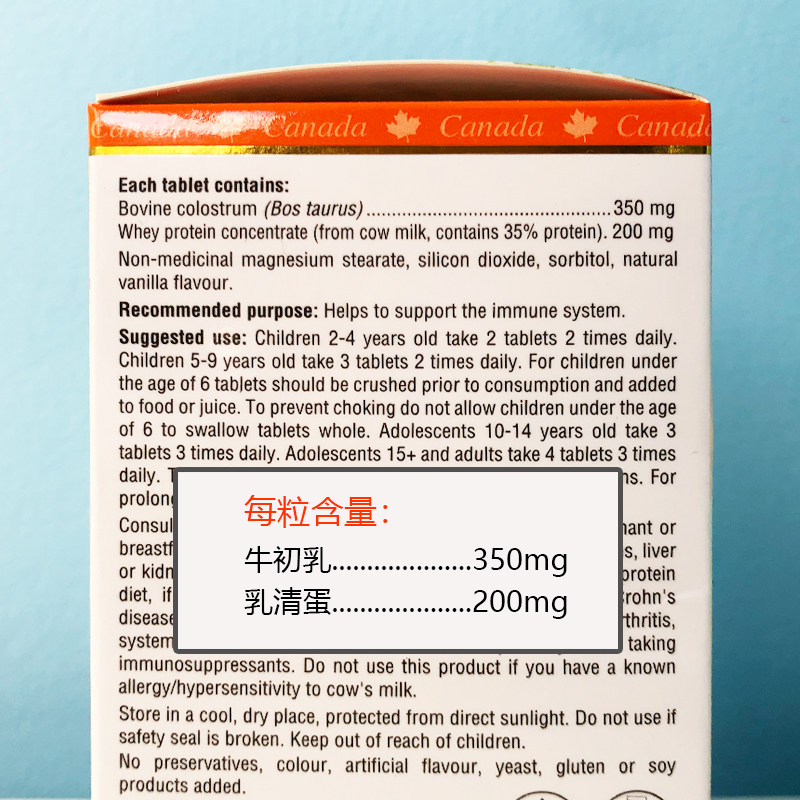 Canada Canada Canada Canada
Each tablet contains:
Bovine colostrum (Bos taurus)................................................350 mg
Whey protein concentrate (from cow milk, contains 35% protein). 200 mg
Non-medicinal magnesium stearate, silicon dioxide, sorbitol, natural
vanilla flavour.
Recommended purpose: Helps to support the immune system.
Suggested use: Children 2-4 years old take 2 tablets 2 times daily.
Children 5-9 years old take 3 tablets 2 times daily. For children under
the age of 6 tablets should be crushed prior to consumption and added
to food or juice. To prevent choking do not allow children under the age
of 6 to swallow tablets whole. Adolescents 10-14 years old take 3
tablets 3 times daily. Adolescents 15+ and adults take 4 tablets 3 times
daily. For
每粒含量：
牛初乳....................350mg
乳清蛋....................200mg
or
breastf s, liver
or protein
diet, if Crohn's
disease
system taking
immunosuppressants. Do not use this product if you have a known
allergy/hypersensitivity to cow's milk.
Store in a cool, dry place, protected from direct sunlight. Do not use if
safety seal is broken. Keep out of reach of children.
No preservatives, colour, artificial flavour, yeast, gluten or soy
products added.